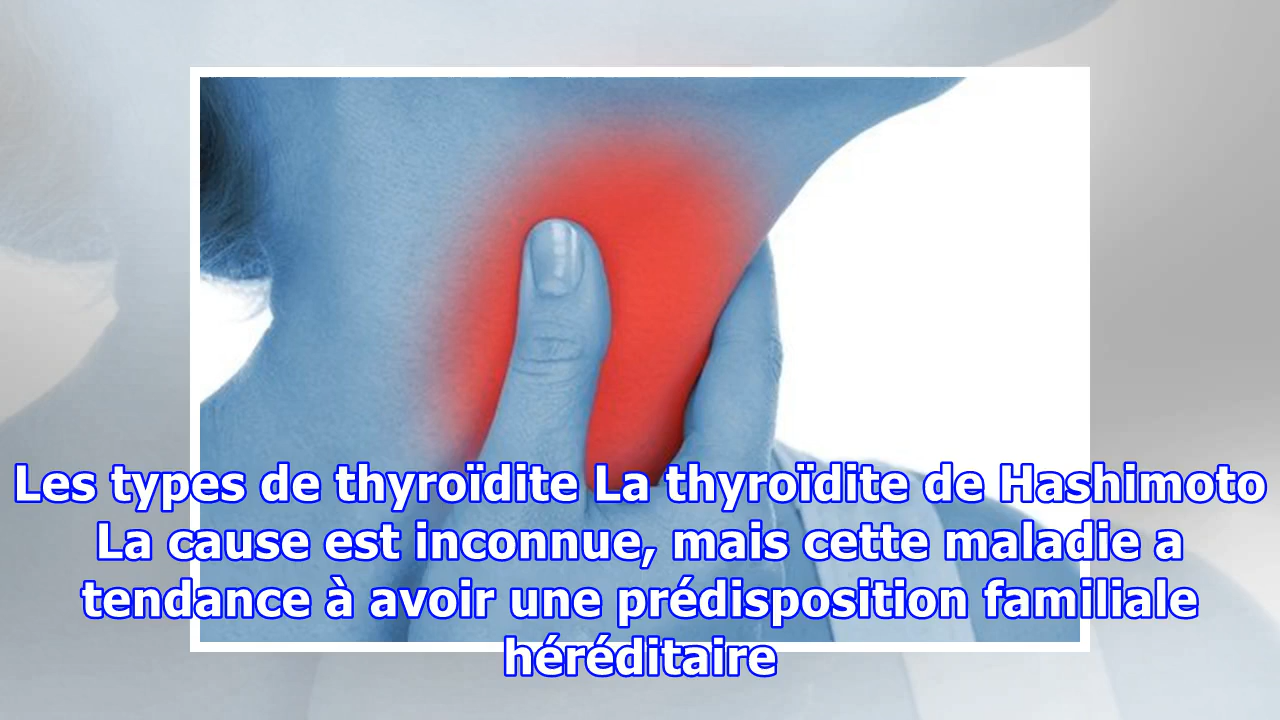 Les types de thyroïdite La thyroïdite de Hashimoto
La cause est inconnue, mais cette maladie a
tendance à avoir une prédisposition familiale
héréditaire